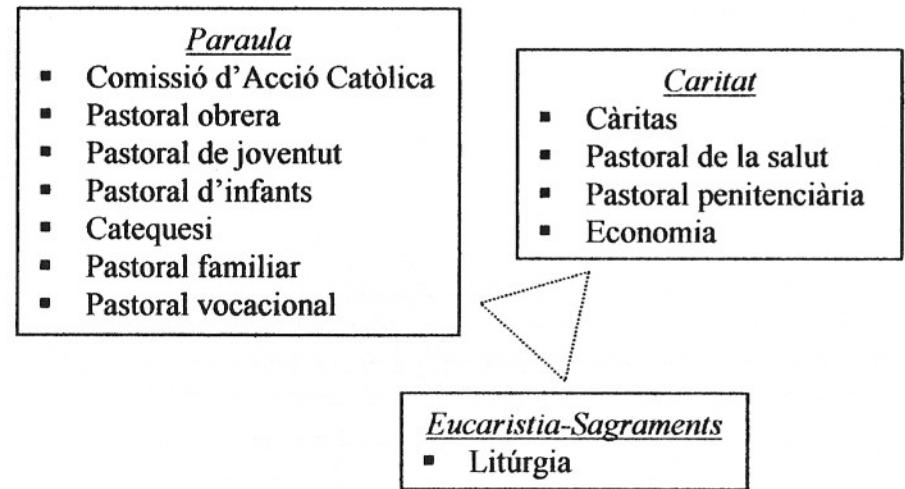 Paraula
▪ Comissió d'Acció Catòlica
▪ Pastoral obrera
▪ Pastoral de joventut
▪ Pastoral d'infants
▪ Catequesi
▪ Pastoral familiar
▪ Pastoral vocacional
Caritat
▪ Càritas
▪ Pastoral de la salut
▪ Pastoral penitenciària
▪ Economia
Eucaristia-Sagraments
▪ Litúrgia